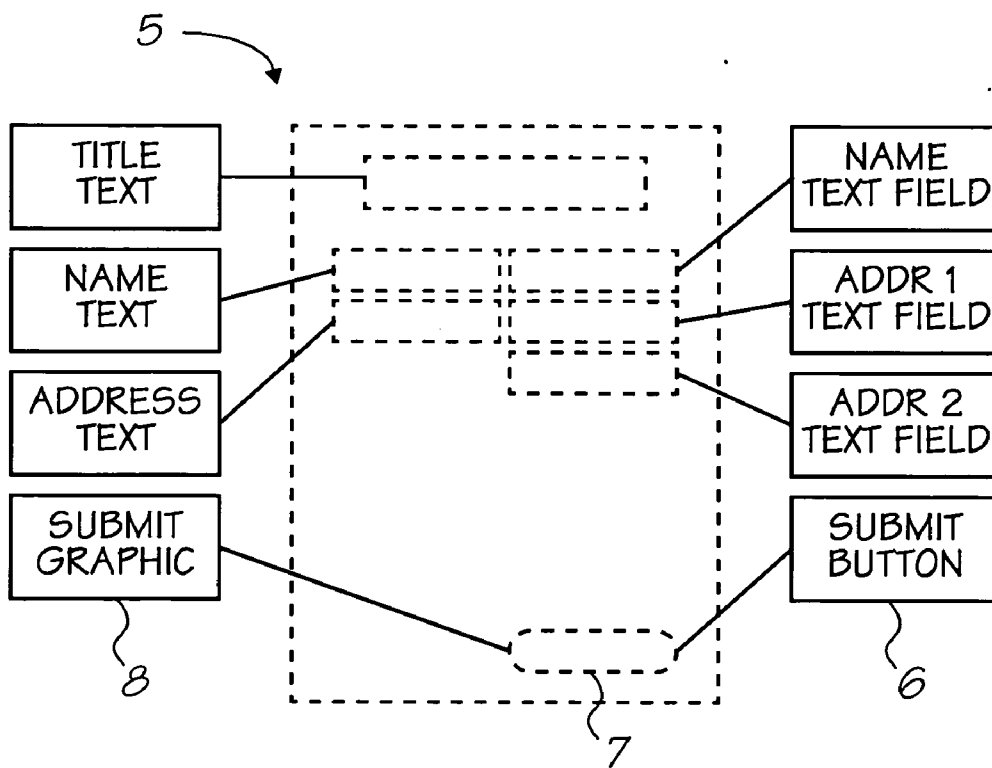 5
TITLE
TEXT
NAME
TEXT
ADDRESS
TEXT
SUBMIT
GRAPHIC
8
NAME
TEXT FIELD
ADDR 1
TEXT FIELD
ADDR 2
TEXT FIELD
SUBMIT
BUTTON
6
7